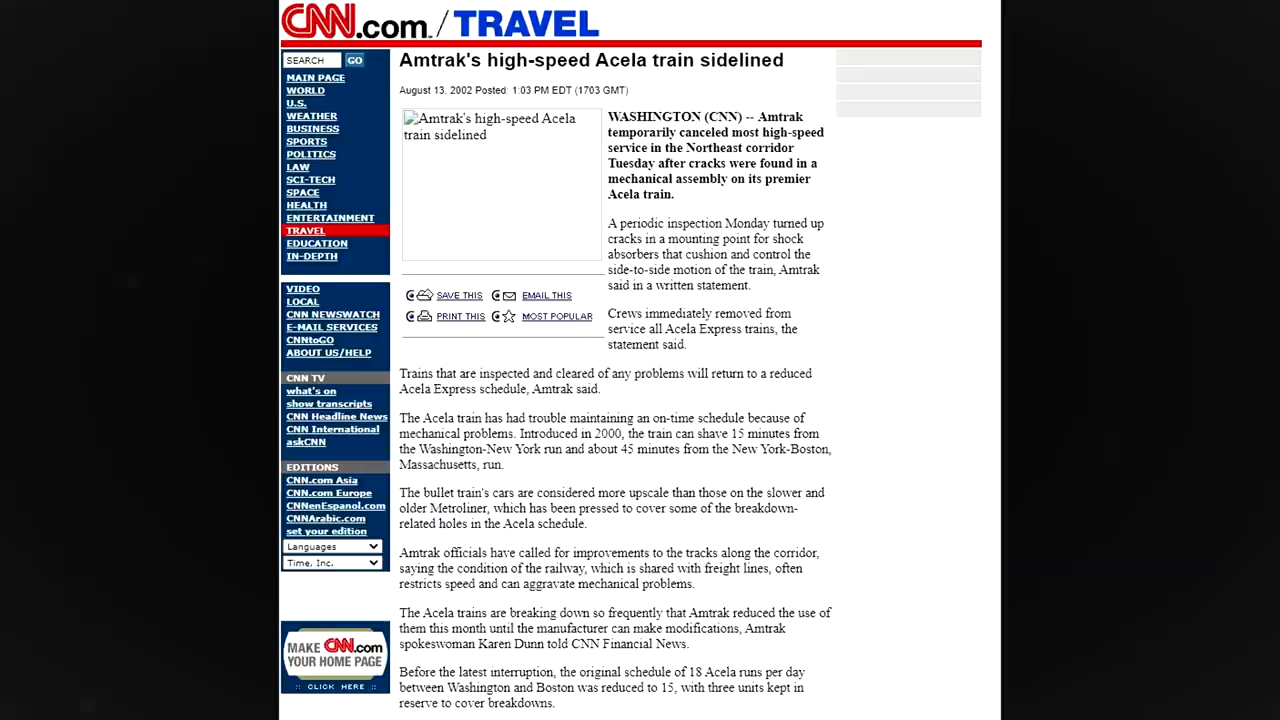 CNN.com / TRAVEL
SEARCH GO
MAIN PAGE
WORLD
U.S.
WEATHER
BUSINESS
SPORTS
POLITICS
LAW
SCI-TECH
SPACE
HEALTH
ENTERTAINMENT
TRAVEL
EDUCATION
IN-DEPTH
VIDEO
LOCAL
CNN NEWSWATCH
E-MAIL SERVICES
CNNtoGO
ABOUT US/HELP
CNN TV
what's on
show transcripts
CNN Headline News
CNN International
askCNN
EDITIONS
CNN.com Asia
CNN.com Europe
CNNenEspanol.com
CNNArabic.com
set your edition
Languages
Time, Inc.
MAKE CNN.com
YOUR HOME PAGE
:: CLICK HERE ::
Amtrak's high-speed Acela train sidelined
August 13, 2002 Posted: 1:03 PM EDT (1703 GMT)
Amtrak's high-speed Acela
train sidelined
SAVE THIS EMAIL THIS
PRINT THIS MOST POPULAR
WASHINGTON (CNN) -- Amtrak
temporarily canceled most high-speed
service in the Northeast corridor
Tuesday after cracks were found in a
mechanical assembly on its premier
Acela train.
A periodic inspection Monday turned up
cracks in a mounting point for shock
absorbers that cushion and control the
side-to-side motion of the train, Amtrak
said in a written statement.
Crews immediately removed from
service all Acela Express trains, the
statement said.
Trains that are inspected and cleared of any problems will return to a reduced
Acela Express schedule, Amtrak said.
The Acela train has had trouble maintaining an on-time schedule because of
mechanical problems. Introduced in 2000, the train can shave 15 minutes from
the Washington-New York run and about 45 minutes from the New York-Boston,
Massachusetts, run.
The bullet train's cars are considered more upscale than those on the slower and
older Metroliner, which has been pressed to cover some of the breakdown-
related holes in the Acela schedule.
Amtrak officials have called for improvements to the tracks along the corridor,
saying the condition of the railway, which is shared with freight lines, often
restricts speed and can aggravate mechanical problems.
The Acela trains are breaking down so frequently that Amtrak reduced the use of
them this month until the manufacturer can make modifications, Amtrak
spokeswoman Karen Dunn told CNN Financial News.
Before the latest interruption, the original schedule of 18 Acela runs per day
between Washington and Boston was reduced to 15, with three units kept in
reserve to cover breakdowns.